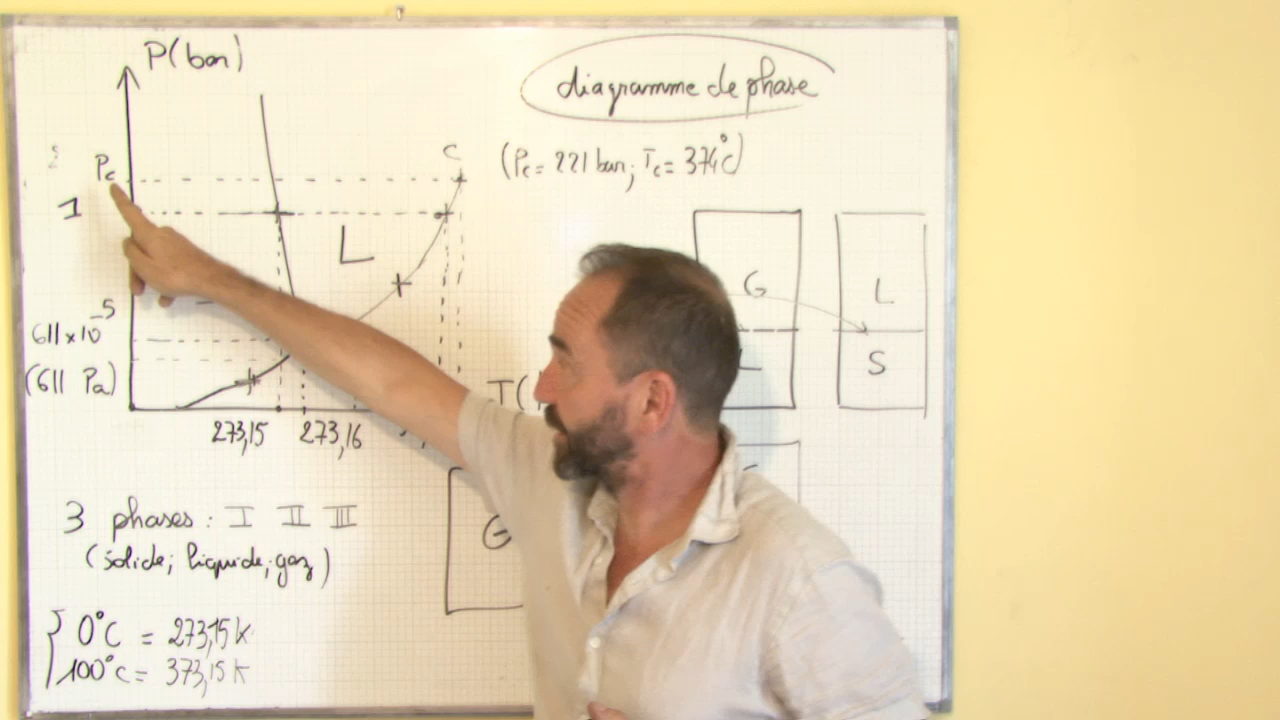 P(bar)
diagramme de phase
Pc
C
(Pc = 221 bar; Tc = 374°C)
1
L
G
L
611 x 10⁻⁵
S
(611 Pa)
T(
273,15
273,16
3 phases : I II III
G
(solide; liquide; gaz)
{ 0°C = 273,15 K
100°C = 373,15 K